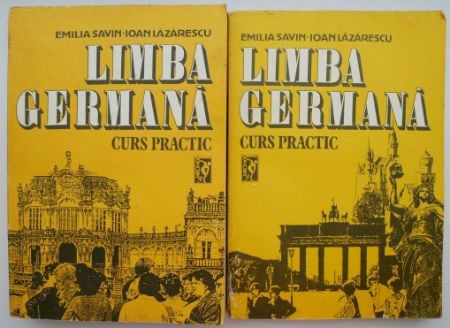 EMILIA SAVIN · IOAN LĂZĂRESCU
LIMBA
GERMANĂ
CURS PRACTIC
EMILIA SAVIN · IOAN LĂZĂRESCU
LIMBA
GERMANĂ
CURS PRACTIC